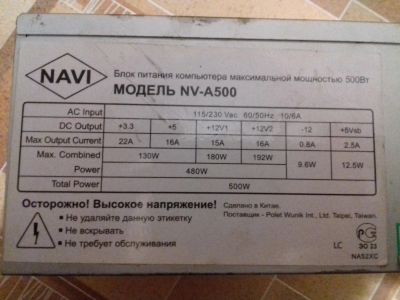 NAVI
Блок питания компьютера максимальной мощностью 500Вт
МОДЕЛЬ NV-A500
AC Input 115/230 Vac 60/50Hz 10/6A
DC Output +3.3 +5 +12V1 +12V2 -12 +5Vsb
Max Output Current 22A 16A 15A 16A 0.8A 2.5A
Max. Combined Power 130W 180W 192W 9.6W 12.5W
480W
Total Power 500W
Осторожно! Высокое напряжение!
Не удаляйте данную этикетку
Не вскрывать
Не требует обслуживания
Сделано в Китае.
Поставщик - Polet Wunik Int., Ltd. Taipei, Taiwan.
LC
РС
NAS2XC